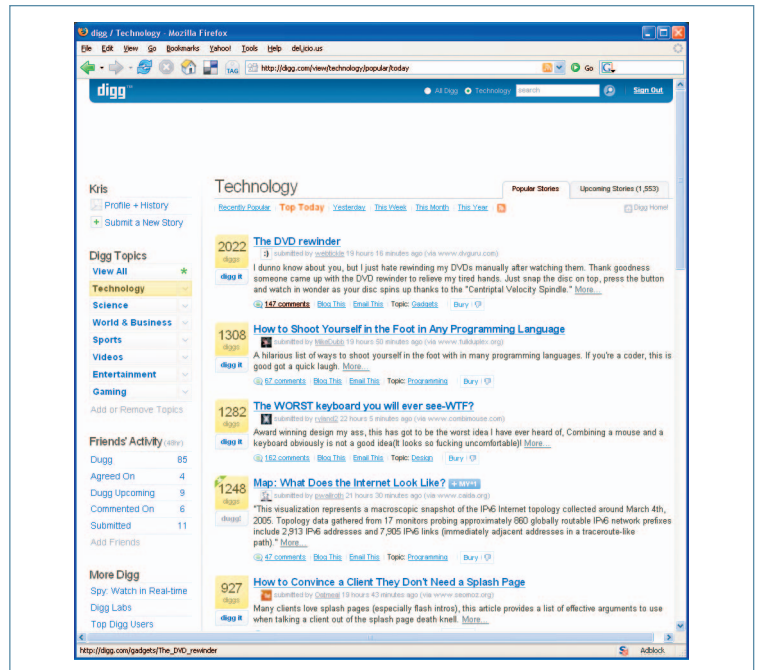 digg / Technology - Mozilla Firefox
File Edit View Go Bookmarks Yahoo! Tools Help del.icio.us
TAG http://digg.com/view/technology/popular/today Go G
digg All Digg Technology search Sign Out
Kris
Profile + History
+ Submit a New Story
Digg Topics
View All *
Technology
Science
World & Business
Sports
Videos
Entertainment
Gaming
Add or Remove Topics
Friends' Activity (48hr)
Dugg 85
Agreed On 4
Dugg Upcoming 9
Commented On 6
Submitted 11
Add Friends
More Digg
Spy: Watch in Real-time
Digg Labs
Top Digg Users
Technology Popular Stories Upcoming Stories (1,553)
Recently Popular Top Today Yesterday This Week This Month This Year Digg Home!
2022 diggs
digg it
The DVD rewinder
submitted by webtickle 19 hours 16 minutes ago (via www.dvguru.com)
I dunno know about you, but I just hate rewinding my DVDs manually after watching them. Thank goodness
someone came up with the DVD rewinder to relieve my tired hands. Just snap the disc on top, press the button
and watch in wonder as your disc spins up thanks to the "Centriptal Velocity Spindle." More...
147 comments Blog This Email This Topic: Gadgets Bury
1308 diggs
digg it
How to Shoot Yourself in the Foot in Any Programming Language
submitted by MikeDubb 19 hours 50 minutes ago (via www.fullduplex.org)
A hilarious list of ways to shoot yourself in the foot with in many programming languages. If you're a coder, this is
good got a quick laugh. More...
67 comments Blog This Email This Topic: Programming Bury
1282 diggs
digg it
The WORST keyboard you will ever see-WTF?
submitted by ryland2 22 hours 5 minutes ago (via www.combimouse.com)
Award winning design my ass, this has got to be the worst idea I have ever heard of, Combining a mouse and a
keyboard obviously is not a good idea(it looks so fucking uncomfortable)! More...
162 comments Blog This Email This Topic: Design Bury
1248 diggs
dugg!
Map: What Does the Internet Look Like? + MY#1
submitted by pwallroth 21 hours 30 minutes ago (via www.caida.org)
"This visualization represents a macroscopic snapshot of the IPv6 Internet topology collected around March 4th,
2005. Topology data gathered from 17 monitors probing approximately 860 globally routable IPv6 network prefixes
include 2,913 IPv6 addresses and 7,905 IPv6 links (immediately adjacent addresses in a traceroute-like
path)." More...
47 comments Blog This Email This Topic: Programming Bury
927 diggs
digg it
How to Convince a Client They Don't Need a Splash Page
submitted by Oatmeal 19 hours 43 minutes ago (via www.seomoz.org)
Many clients love splash pages (especially flash intros), this article provides a list of effective arguments to use
when talking a client out of the splash page death knell. More...
http://digg.com/gadgets/The_DVD_rewinder S Adblock